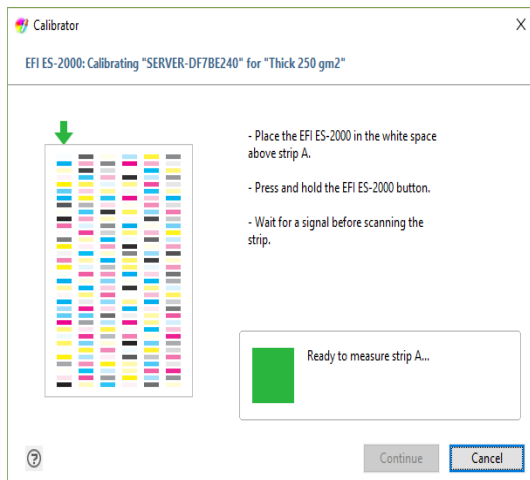 Calibrator
X
EFI ES-2000: Calibrating "SERVER-DF7BE240" for "Thick 250 gm2"
- Place the EFI ES-2000 in the white space
above strip A.
- Press and hold the EFI ES-2000 button.
- Wait for a signal before scanning the
strip.
Ready to measure strip A...
?
Continue
Cancel